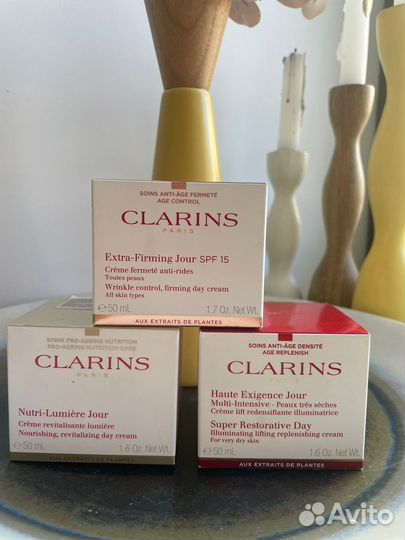 SOINS ANTI-ÂGE FERMETÉ
AGE CONTROL
CLARINS
PARIS
Extra-Firming Jour SPF 15
Crème fermeté anti-rides
Toutes peaux
Wrinkle control, firming day cream
All skin types
℮ 50 mL 1.7 Oz. Net Wt.
AUX EXTRAITS DE PLANTES
SOINS PRO-AGEING NUTRITION
PRO-AGEING NUTRITION CARE
CLARINS
PARIS
Nutri-Lumière Jour
Crème revitalisante lumière
Nourishing, revitalizing day cream
℮ 50 mL 1.6 Oz. Net Wt.
AUX EXTRAITS DE PLANTES
SOINS ANTI-ÂGE DENSITÉ
AGE REPLENISH
CLARINS
Haute Exigence Jour
Multi-Intensive - Peaux très sèches
Crème lift redensifiante illuminatrice
Super Restorative Day
Illuminating lifting replenishing cream
For very dry skin
℮ 50 mL 1.6 Oz. Net Wt.
AUX EXTRAITS DE PLANTES
Avito